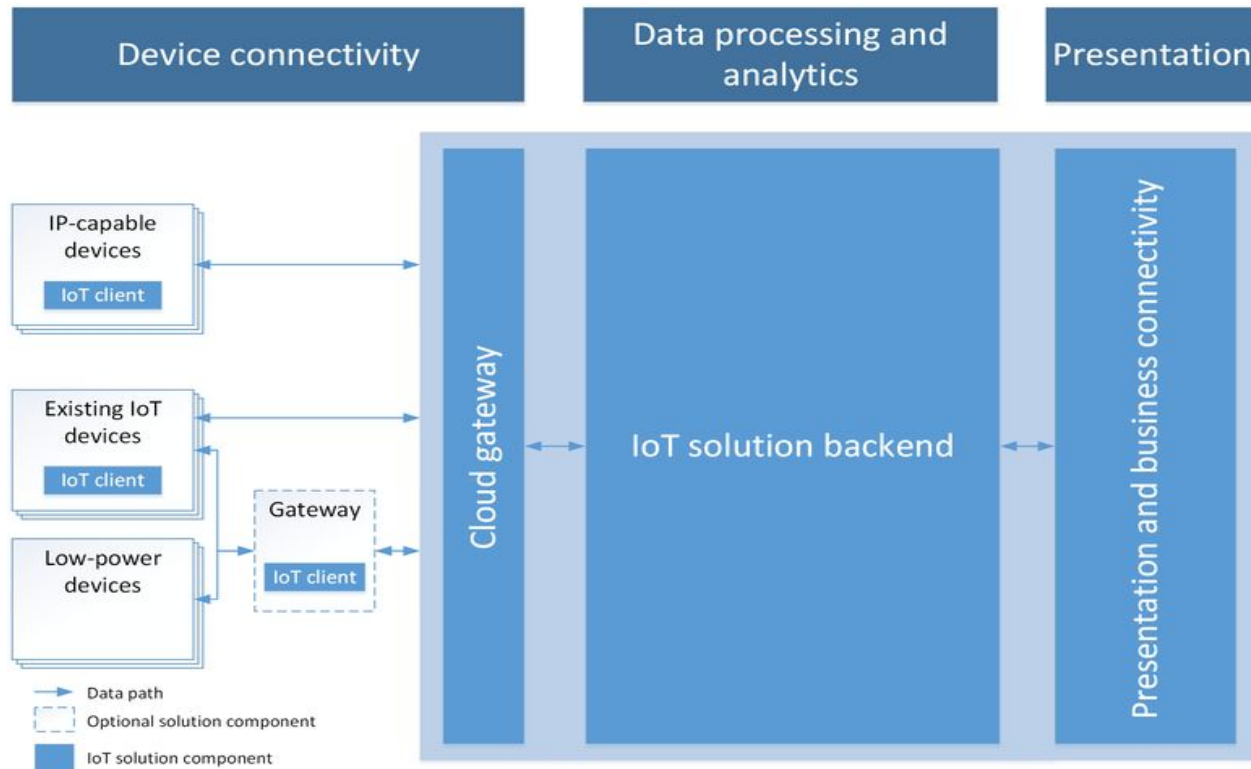 Device connectivity
Data processing and
analytics
Presentation
IP-capable
devices
IoT client
Existing IoT
devices
IoT client
Low-power
devices
Gateway
IoT client
Cloud gateway
IoT solution backend
Presentation and business connectivity
Data path
Optional solution component
IoT solution component